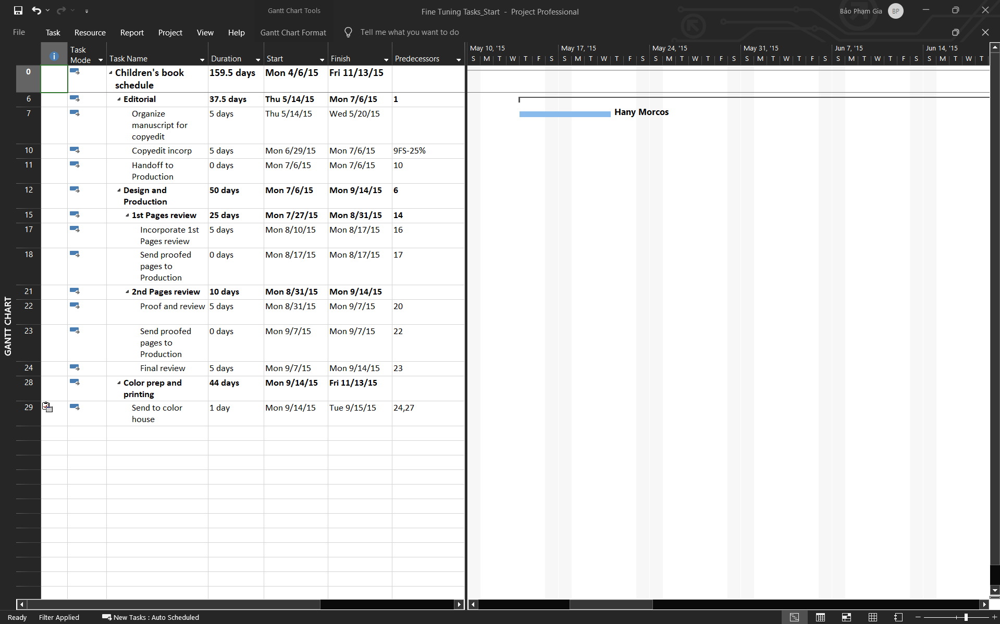 Gantt Chart Tools
Fine Tuning Tasks_Start - Project Professional
Bảo Phạm Gia BP
File Task Resource Report Project View Help Gantt Chart Format Tell me what you want to do
Task Mode Task Name Duration Start Finish Predecessors
May 10, '15 May 17, '15 May 24, '15 May 31, '15 Jun 7, '15 Jun 14, '15
S M T W T F S S M T W T F S S M T W T F S S M T W T F S S M T W T F S S M T W T
0 Children's book schedule 159.5 days Mon 4/6/15 Fri 11/13/15
6 Editorial 37.5 days Thu 5/14/15 Mon 7/6/15 1
7 Organize manuscript for copyedit 5 days Thu 5/14/15 Wed 5/20/15
Hany Morcos
10 Copyedit incorp 5 days Mon 6/29/15 Mon 7/6/15 9FS-25%
11 Handoff to Production 0 days Mon 7/6/15 Mon 7/6/15 10
12 Design and Production 50 days Mon 7/6/15 Mon 9/14/15 6
15 1st Pages review 25 days Mon 7/27/15 Mon 8/31/15 14
17 Incorporate 1st Pages review 5 days Mon 8/10/15 Mon 8/17/15 16
18 Send proofed pages to Production 0 days Mon 8/17/15 Mon 8/17/15 17
21 2nd Pages review 10 days Mon 8/31/15 Mon 9/14/15
22 Proof and review 5 days Mon 8/31/15 Mon 9/7/15 20
23 Send proofed pages to Production 0 days Mon 9/7/15 Mon 9/7/15 22
24 Final review 5 days Mon 9/7/15 Mon 9/14/15 23
28 Color prep and printing 44 days Mon 9/14/15 Fri 11/13/15
29 Send to color house 1 day Mon 9/14/15 Tue 9/15/15 24,27
GANTT CHART
Ready Filter Applied New Tasks : Auto Scheduled